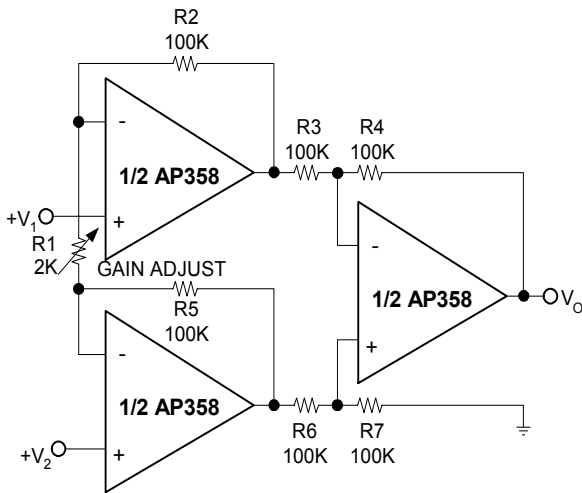 R2
100K
-
1/2 AP358
+
+V1
R1
2K
GAIN ADJUST
R3
100K
R4
100K
-
1/2 AP358
+
VO
R5
100K
-
1/2 AP358
+
+V2
R6
100K
R7
100K